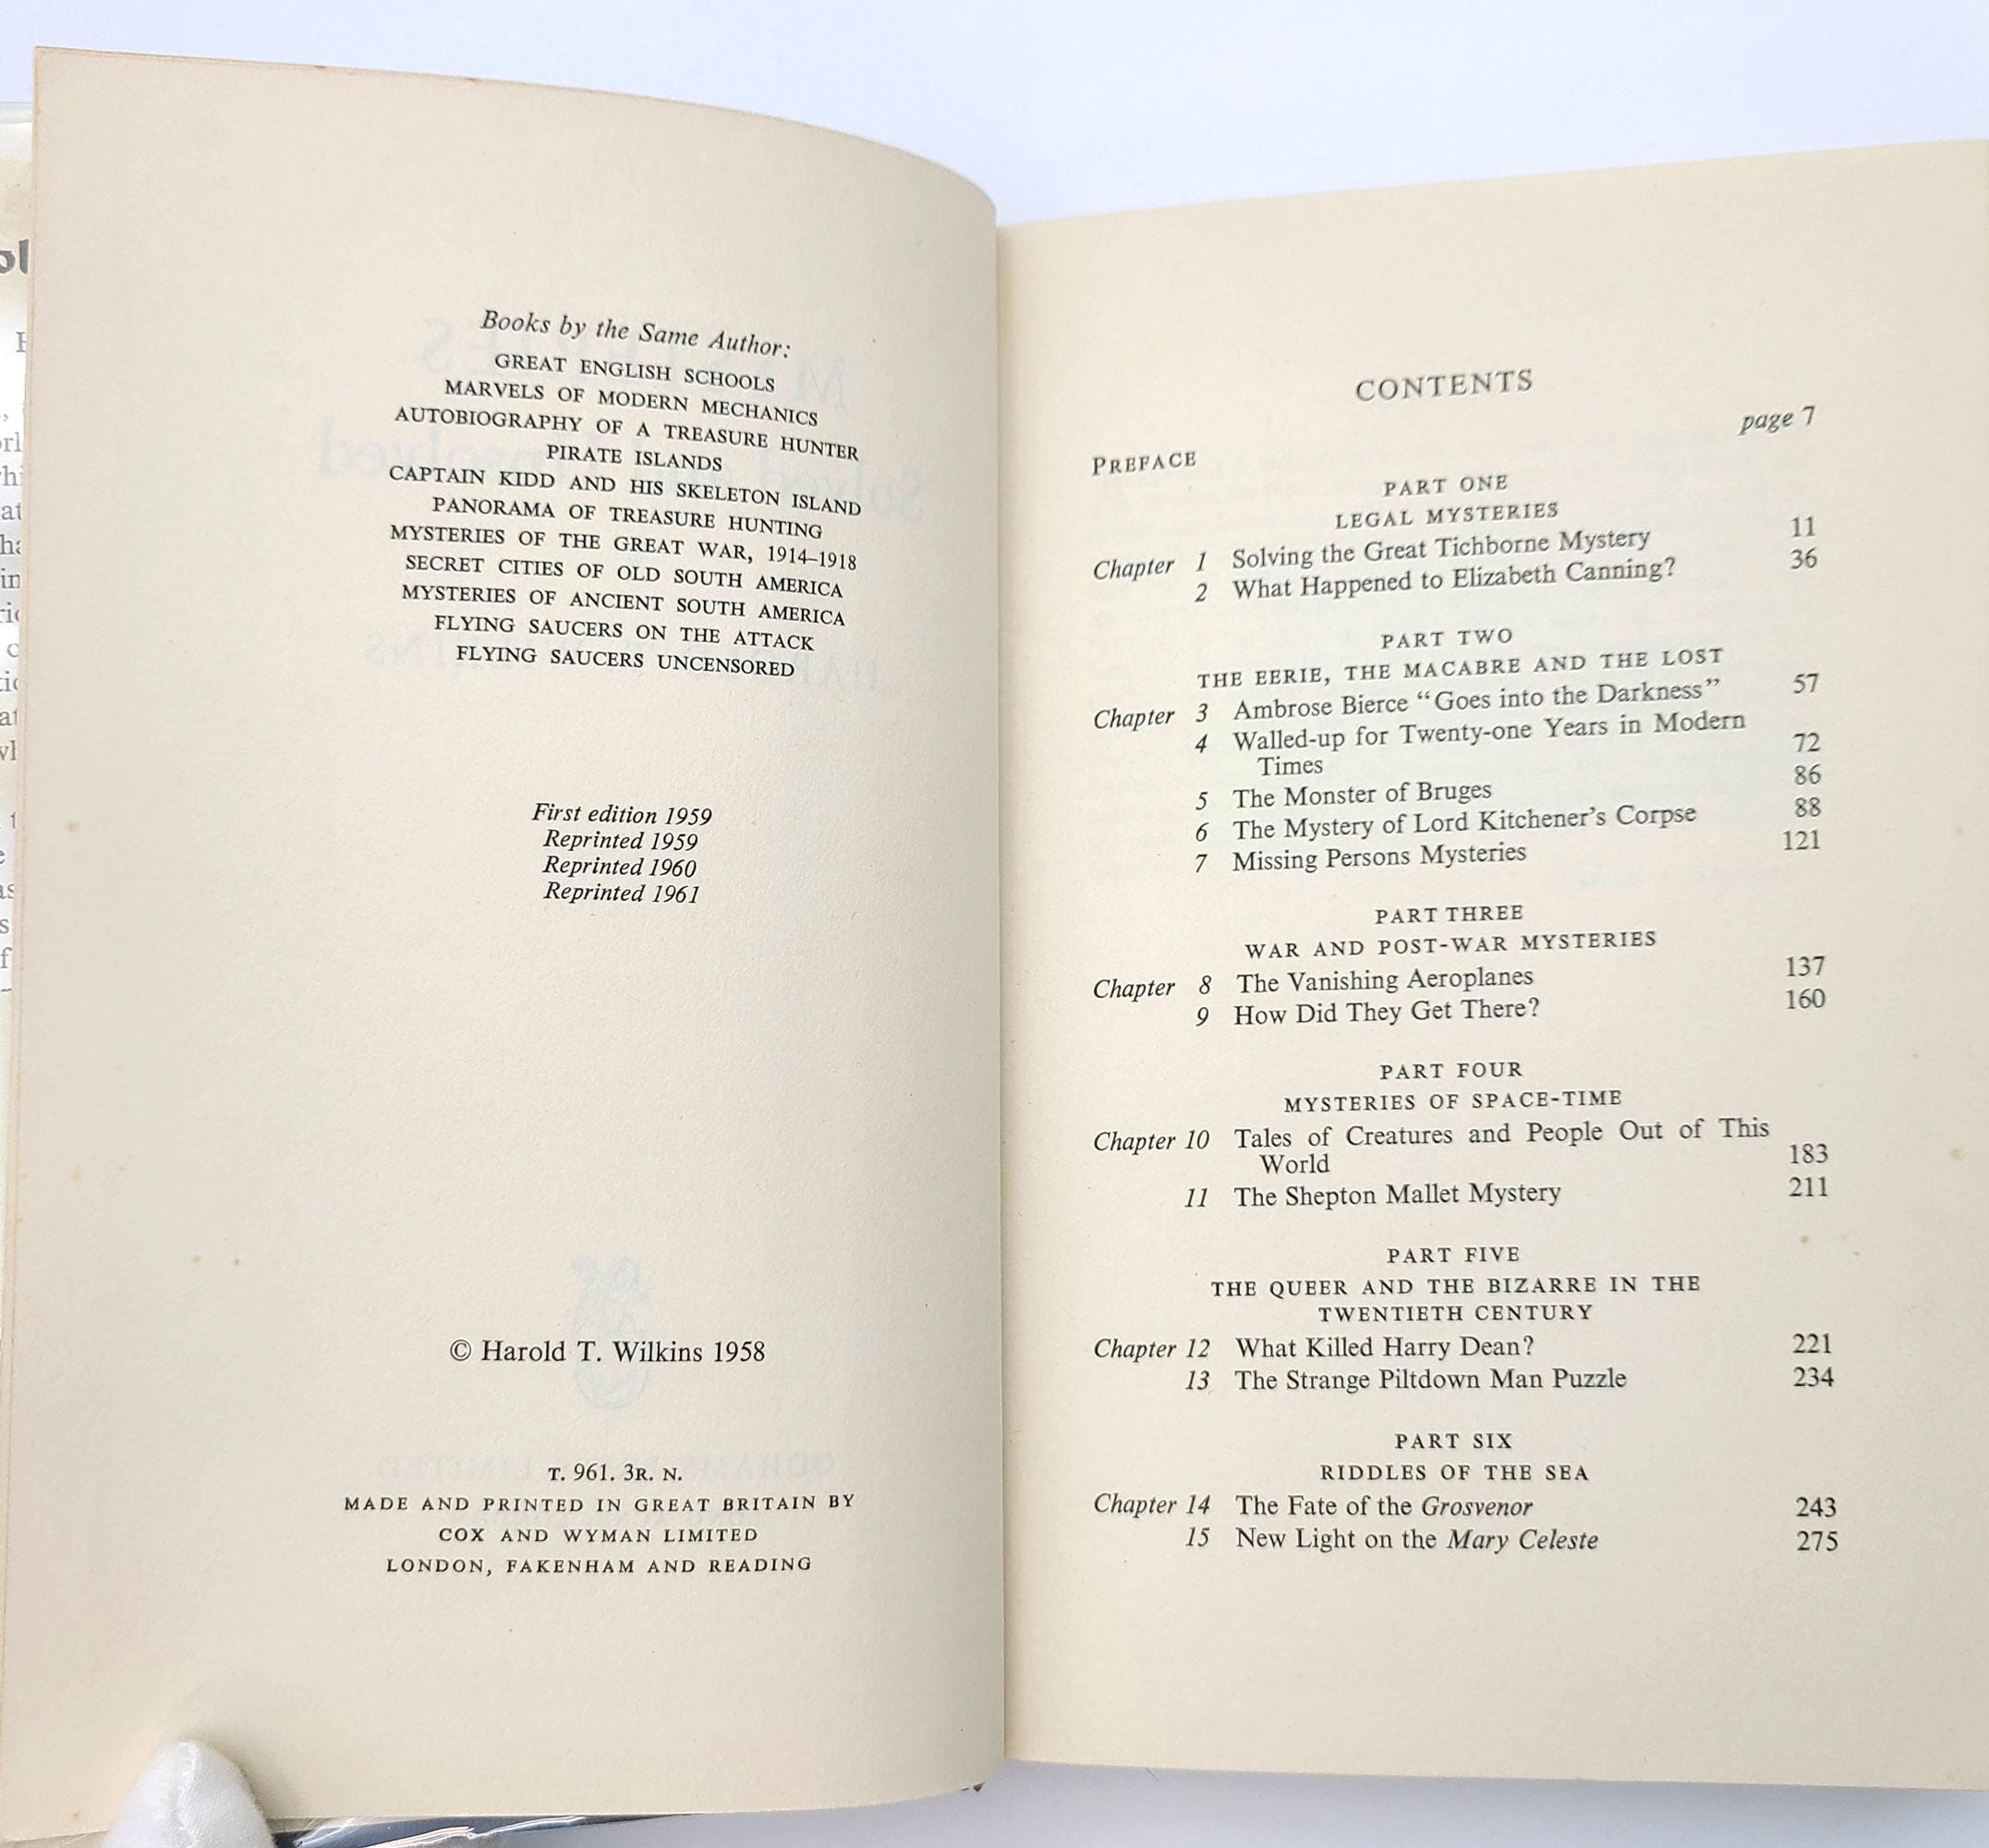 Books by the Same Author:
GREAT ENGLISH SCHOOLS
MARVELS OF MODERN MECHANICS
AUTOBIOGRAPHY OF A TREASURE HUNTER
PIRATE ISLANDS
CAPTAIN KIDD AND HIS SKELETON ISLAND
PANORAMA OF TREASURE HUNTING
MYSTERIES OF THE GREAT WAR, 1914–1918
SECRET CITIES OF OLD SOUTH AMERICA
MYSTERIES OF ANCIENT SOUTH AMERICA
FLYING SAUCERS ON THE ATTACK
FLYING SAUCERS UNCENSORED
First edition 1959
Reprinted 1959
Reprinted 1960
Reprinted 1961
© Harold T. Wilkins 1958
T. 961. 3R. N.
MADE AND PRINTED IN GREAT BRITAIN BY
COX AND WYMAN LIMITED
LONDON, FAKENHAM AND READING
CONTENTS
PREFACE page 7
PART ONE
LEGAL MYSTERIES
Chapter 1 Solving the Great Tichborne Mystery 11
2 What Happened to Elizabeth Canning? 36
PART TWO
THE EERIE, THE MACABRE AND THE LOST
Chapter 3 Ambrose Bierce “Goes into the Darkness” 57
4 Walled-up for Twenty-one Years in Modern
Times 72
5 The Monster of Bruges 86
6 The Mystery of Lord Kitchener's Corpse 88
7 Missing Persons Mysteries 121
PART THREE
WAR AND POST-WAR MYSTERIES
Chapter 8 The Vanishing Aeroplanes 137
9 How Did They Get There? 160
PART FOUR
MYSTERIES OF SPACE-TIME
Chapter 10 Tales of Creatures and People Out of This
World 183
11 The Shepton Mallet Mystery 211
PART FIVE
THE QUEER AND THE BIZARRE IN THE
TWENTIETH CENTURY
Chapter 12 What Killed Harry Dean? 221
13 The Strange Piltdown Man Puzzle 234
PART SIX
RIDDLES OF THE SEA
Chapter 14 The Fate of the Grosvenor 243
15 New Light on the Mary Celeste 275